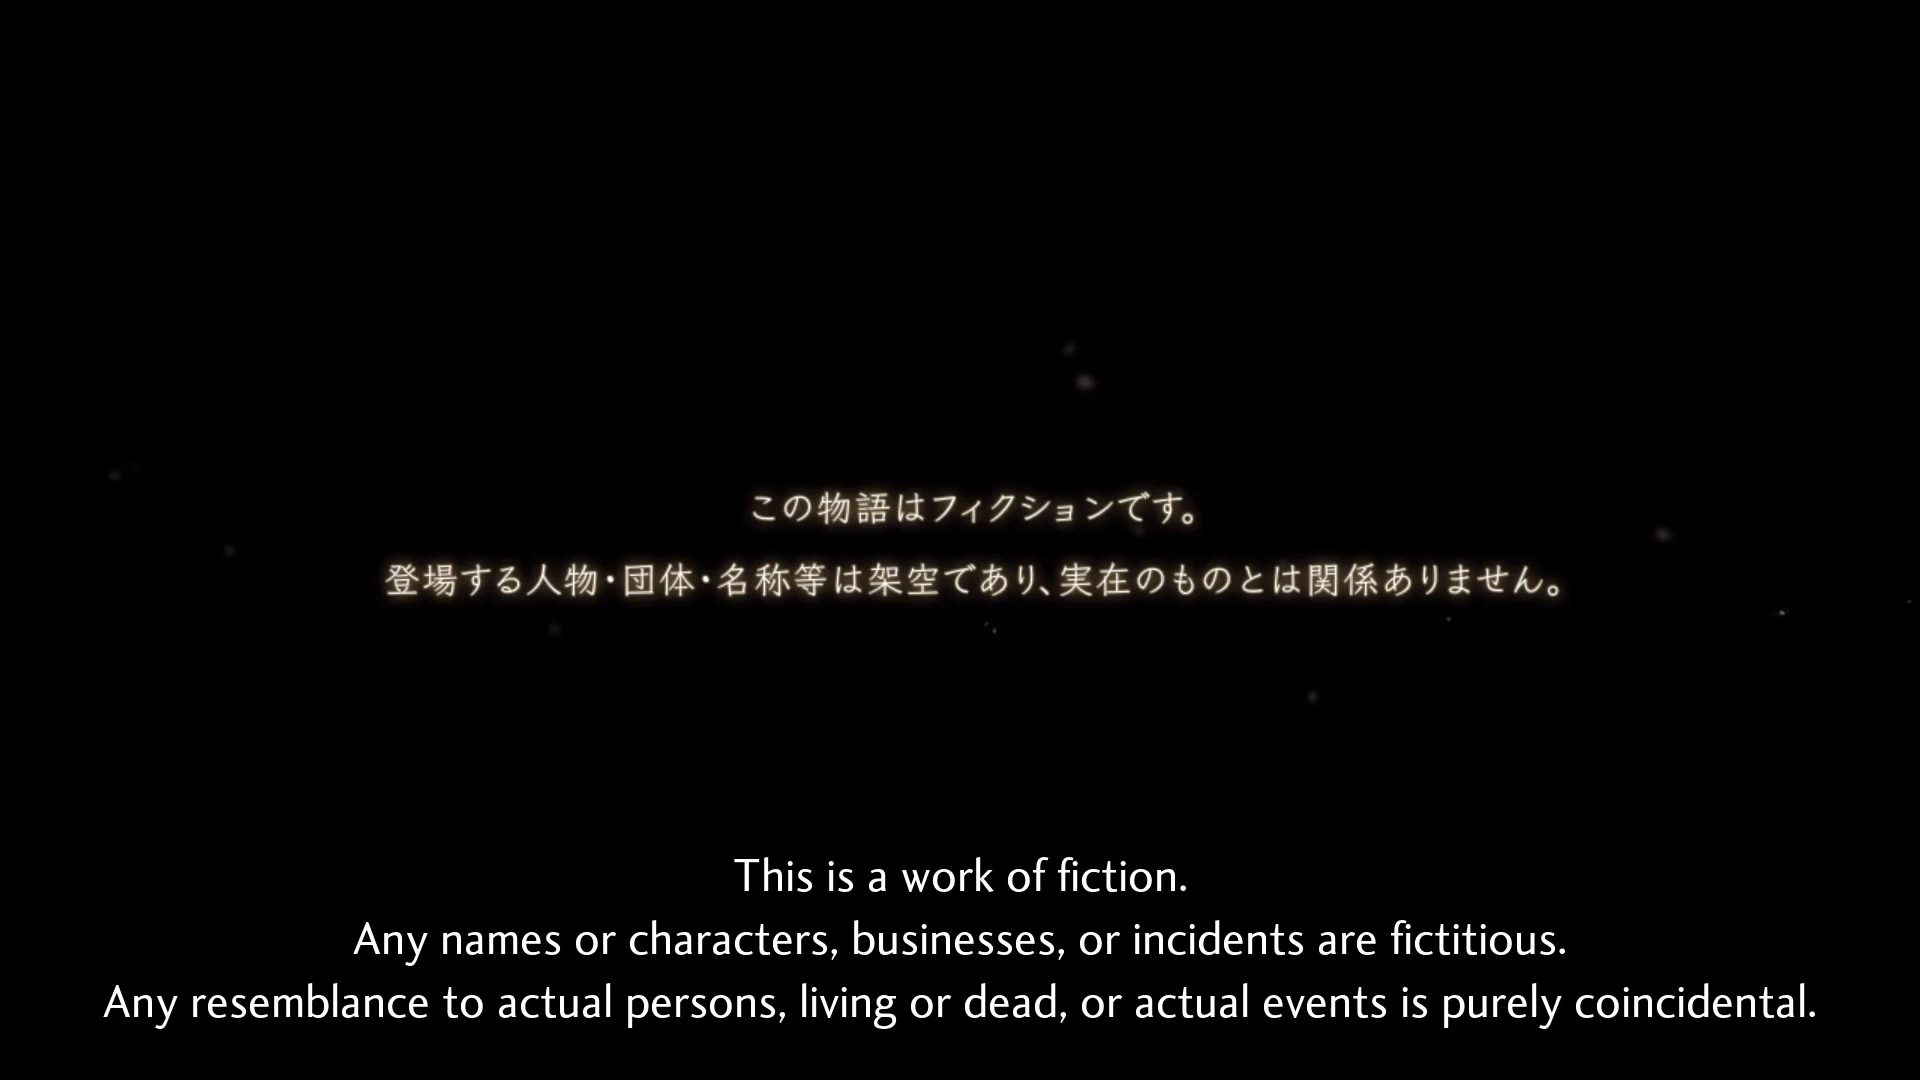 この物語はフィクションです。
登場する人物・団体・名称等は架空であり、実在のものとは関係ありません。
This is a work of fiction.
Any names or characters, businesses, or incidents are fictitious.
Any resemblance to actual persons, living or dead, or actual events is purely coincidental.